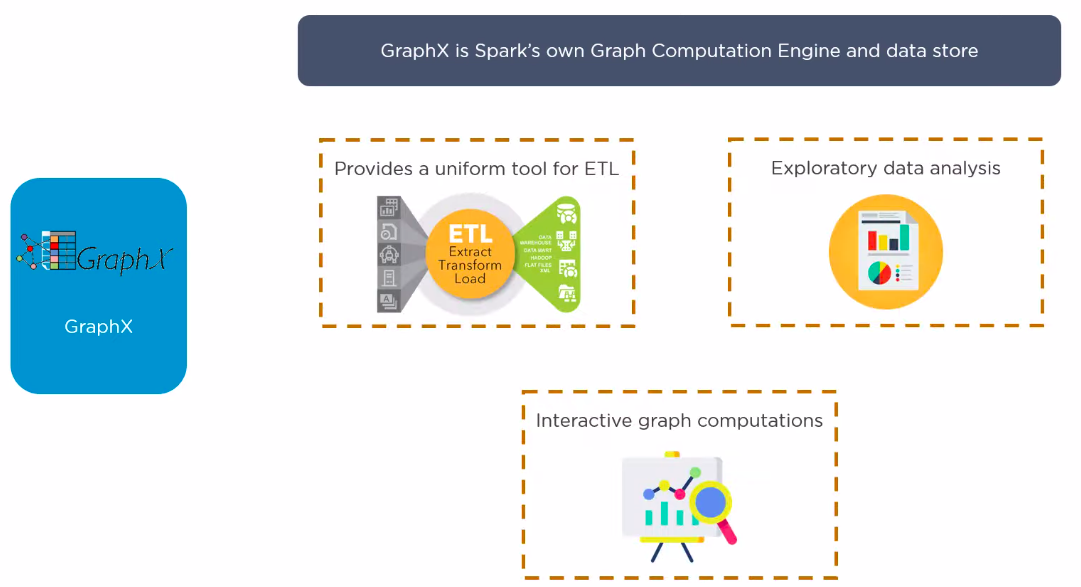 GraphX is Spark's own Graph Computation Engine and data store
Provides a uniform tool for ETL
ETL
Extract
Transform
Load
DATA
WAREHOUSE
DATA MART
HADOOP
FLAT FILES
XML
Exploratory data analysis
GraphX
GraphX
Interactive graph computations